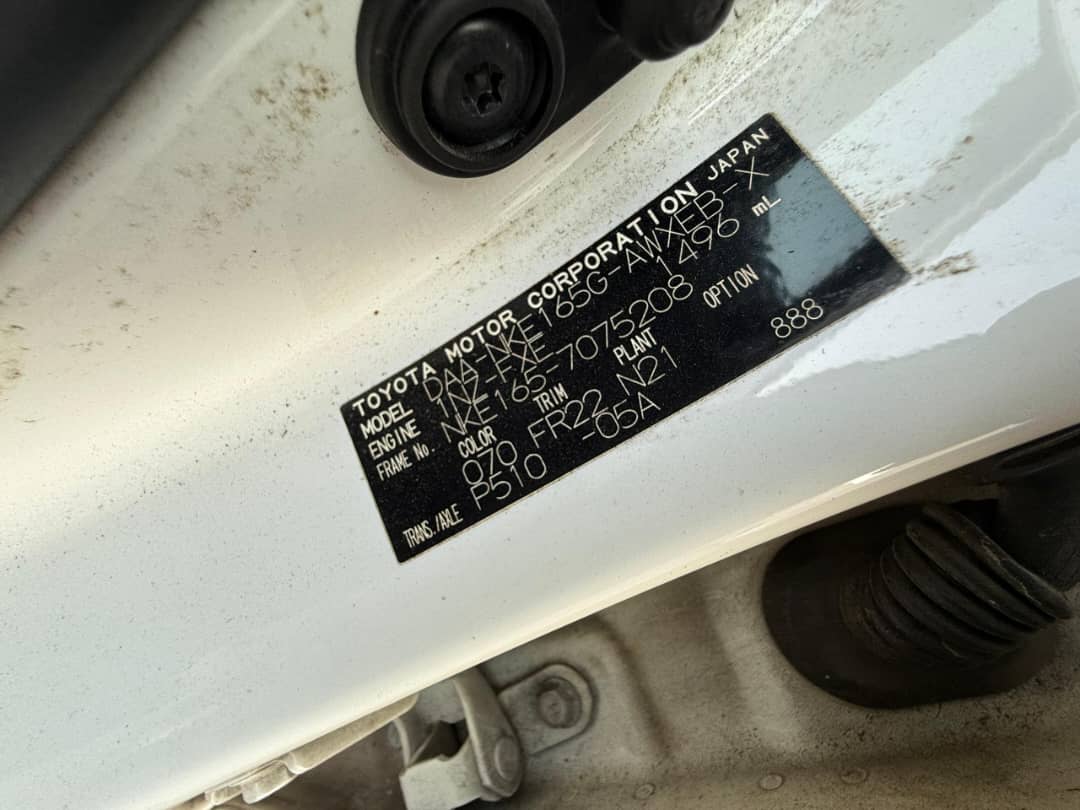 TOYOTA MOTOR CORPORATION JAPAN
MODEL DAA-NKE165G-AWXEB-X
ENGINE 1NZ-FXE 1496 mL
FRAME No. NKE165-7075208
COLOR TRIM PLANT OPTION
070 FR22 N21 888
TRANS./AXLE P510 -05A